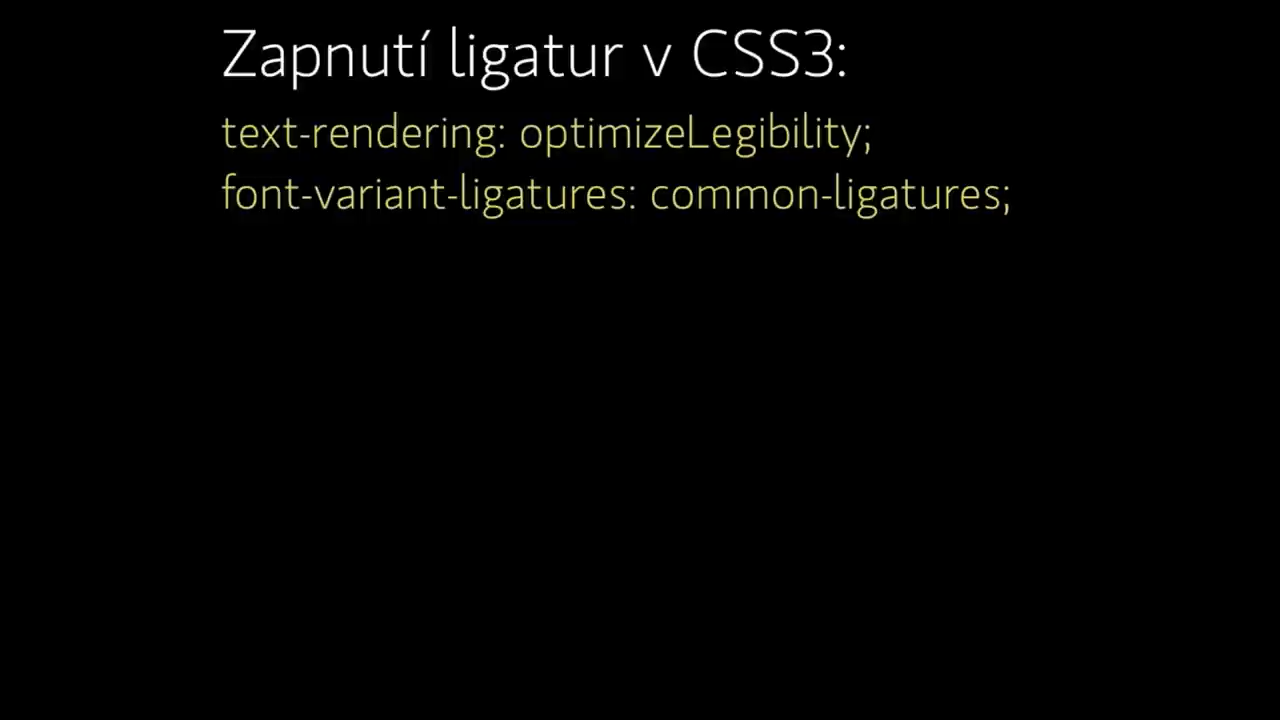 Zapnutí ligatur v CSS3:
text-rendering: optimizeLegibility;
font-variant-ligatures: common-ligatures;